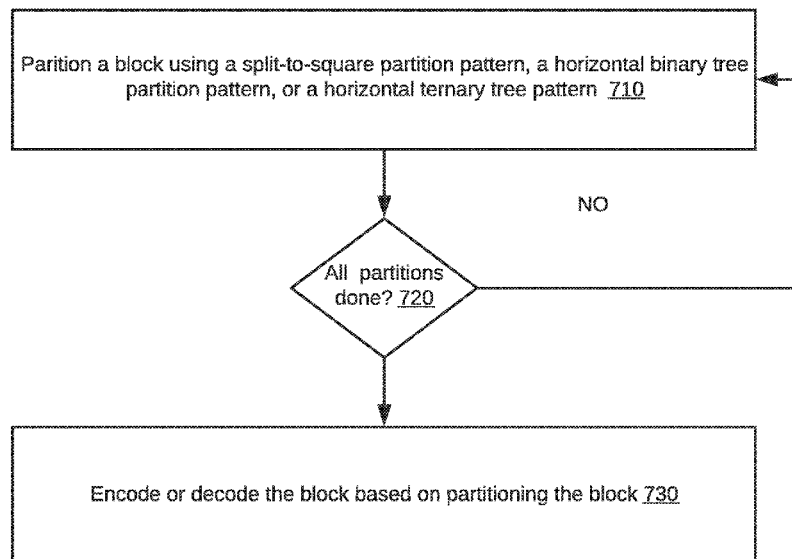 Parition a block using a split-to-square partition pattern, a horizontal binary tree
partition pattern, or a horizontal ternary tree pattern 710
NO
All partitions
done? 720
Encode or decode the block based on partitioning the block 730